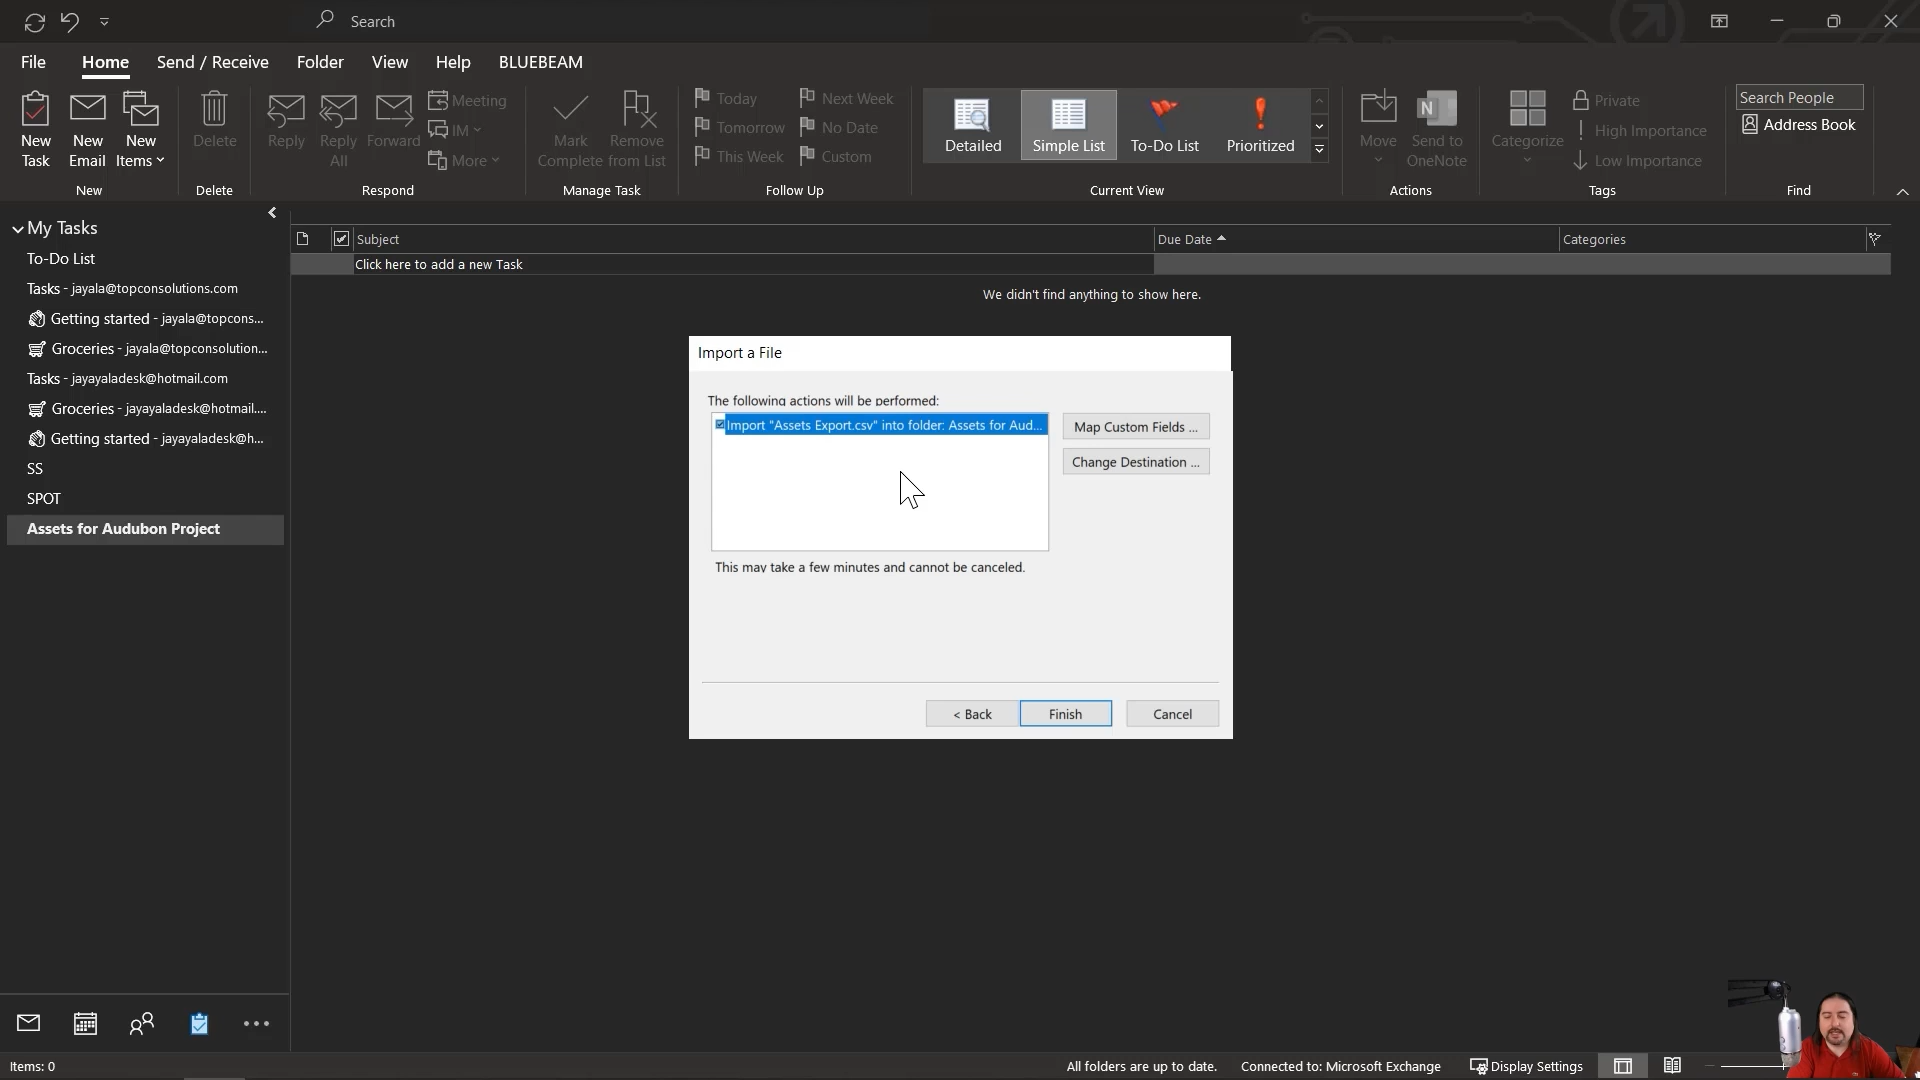 Search
File Home Send / Receive Folder View Help BLUEBEAM
New Task
New Email
New Items
New
Delete
Delete
Reply
Reply All
Forward
Meeting
IM
More
Respond
Mark Complete
Remove from List
Manage Task
Today
Tomorrow
This Week
Next Week
No Date
Custom
Follow Up
Detailed
Simple List
To-Do List
Prioritized
Current View
Move
Send to OneNote
Actions
Categorize
Private
High Importance
Low Importance
Tags
Search People
Address Book
Find
My Tasks
To-Do List
Tasks - jayala@topconsolutions.com
Getting started - jayala@topcons...
Groceries - jayala@topconsolution...
Tasks - jayayaladesk@hotmail.com
Groceries - jayayaladesk@hotmail....
Getting started - jayayaladesk@h...
SS
SPOT
Assets for Audubon Project
Subject Due Date Categories
Click here to add a new Task
We didn't find anything to show here.
Import a File
The following actions will be performed:
Import "Assets Export.csv" into folder: Assets for Aud...
Map Custom Fields ...
Change Destination ...
This may take a few minutes and cannot be canceled.
< Back Finish Cancel
Items: 0 All folders are up to date. Connected to: Microsoft Exchange Display Settings